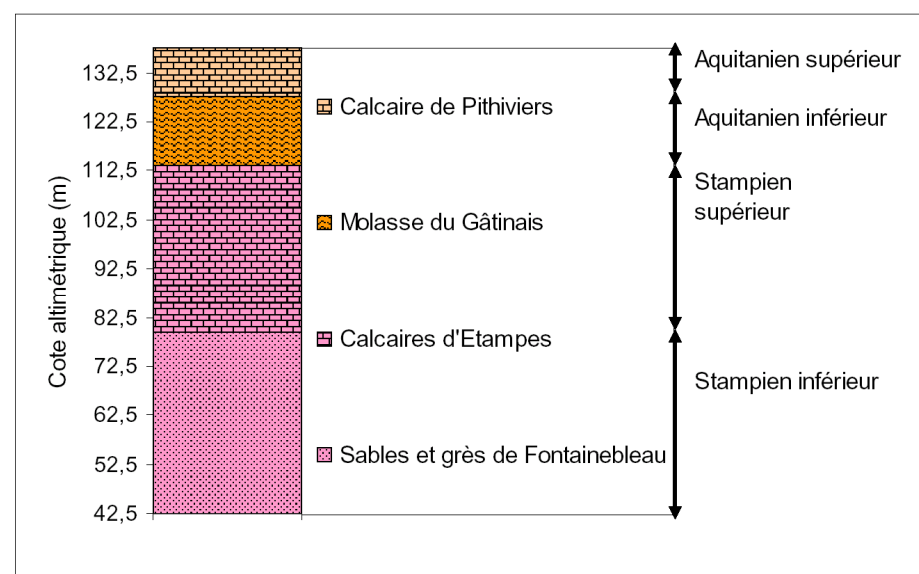 Cote altimétrique (m)
132,5
122,5
112,5
102,5
92,5
82,5
72,5
62,5
52,5
42,5
Calcaire de Pithiviers
Molasse du Gâtinais
Calcaires d'Etampes
Sables et grès de Fontainebleau
Aquitanien supérieur
Aquitanien inférieur
Stampien
supérieur
Stampien inférieur